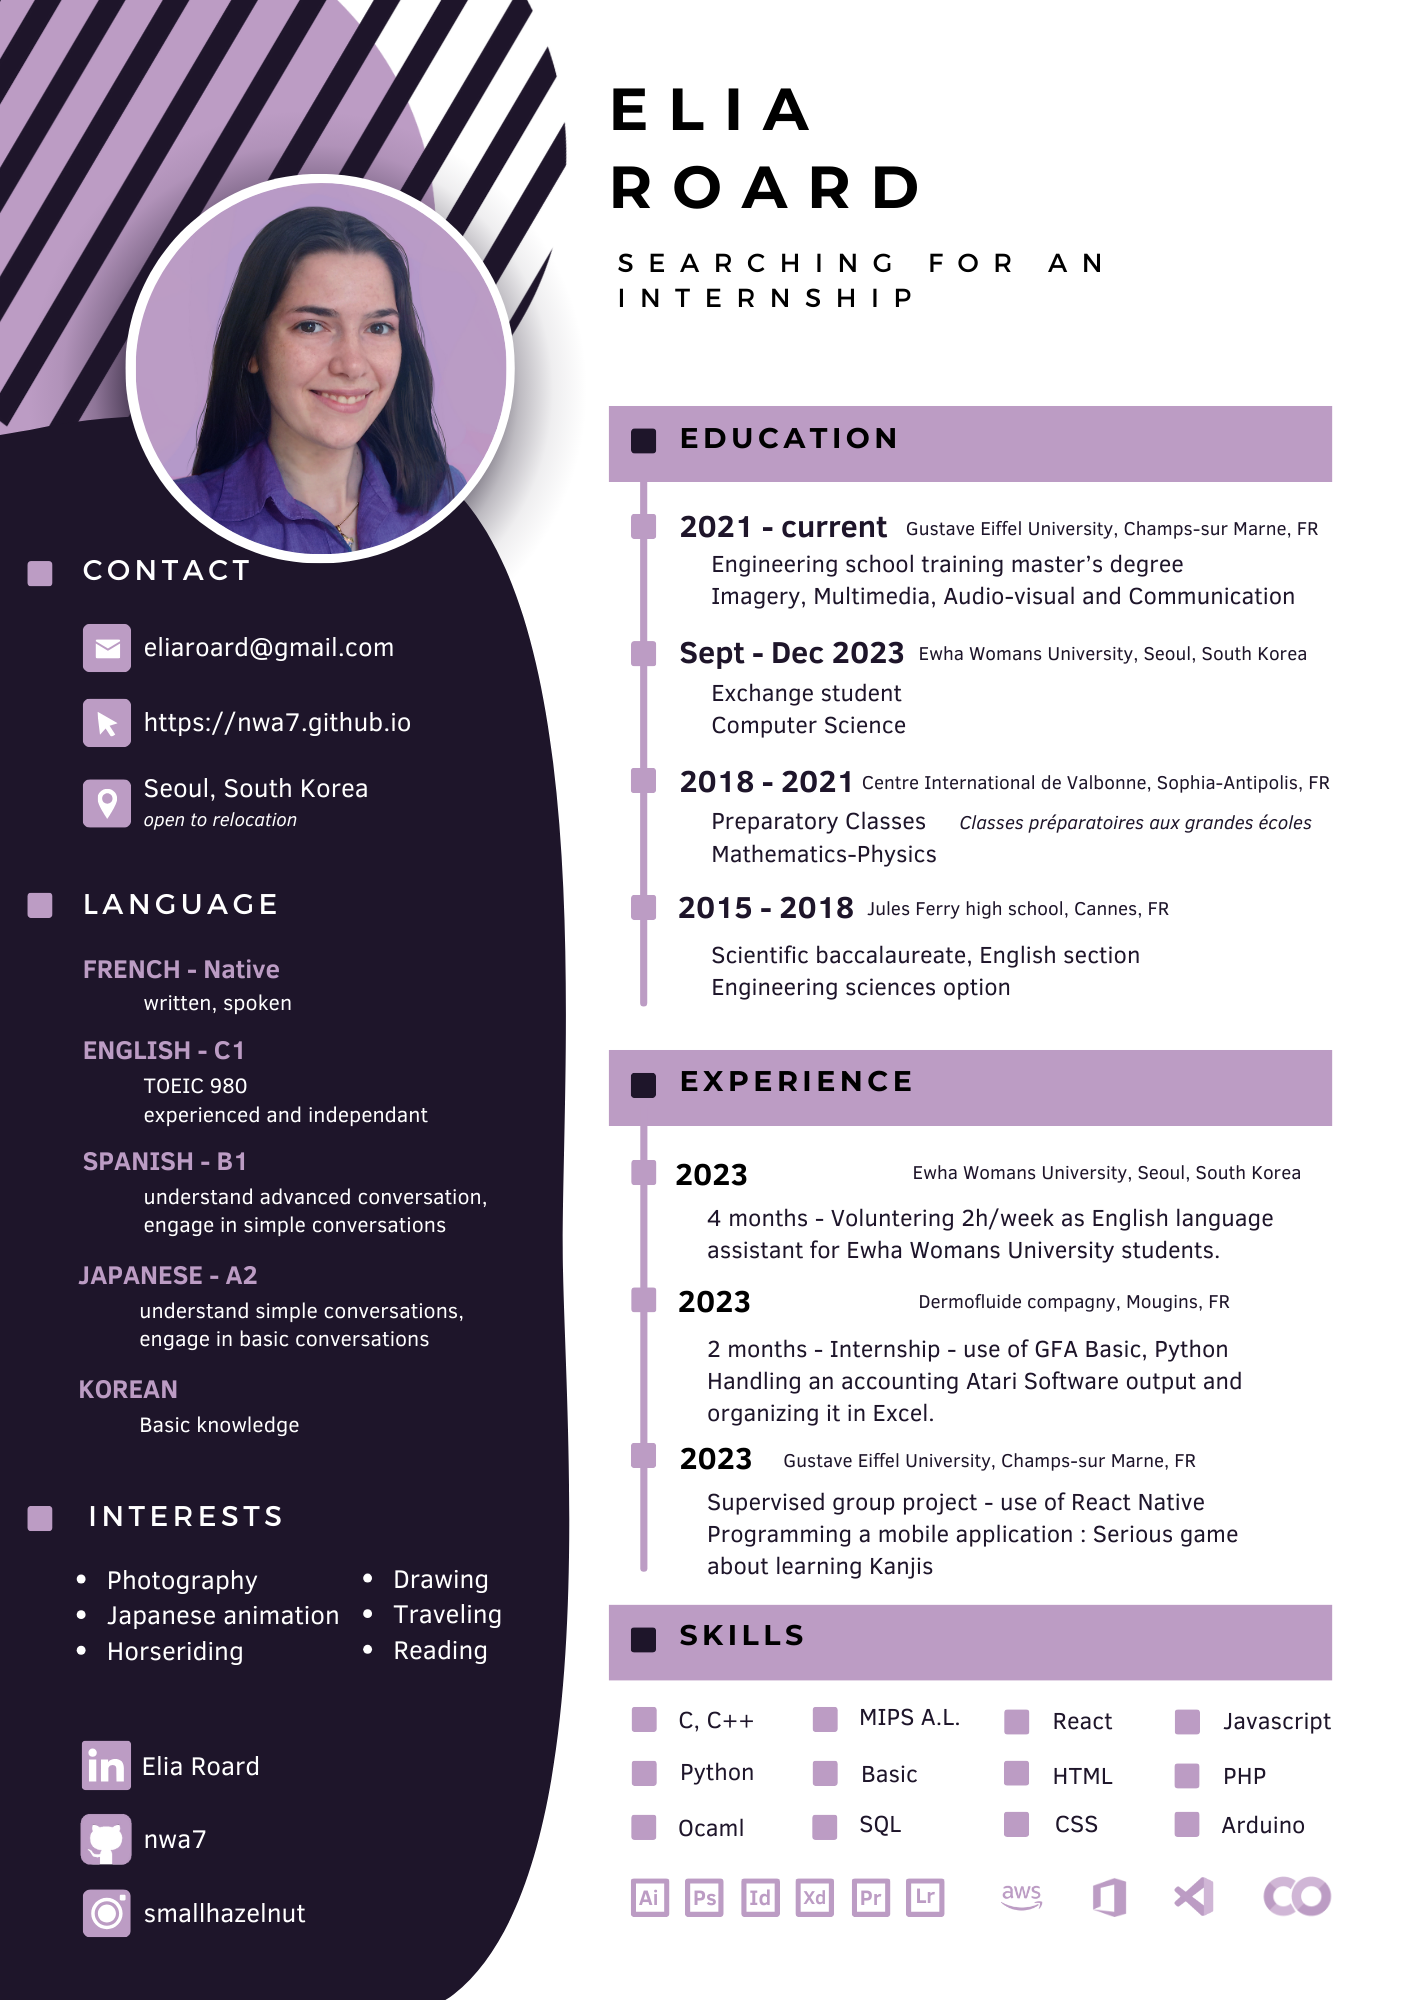 ELIA
ROARD
SEARCHING FOR AN
INTERNSHIP
CONTACT
eliaroard@gmail.com
https://nwa7.github.io
Seoul, South Korea
open to relocation
LANGUAGE
FRENCH - Native
written, spoken
ENGLISH - C1
TOEIC 980
experienced and independant
SPANISH - B1
understand advanced conversation,
engage in simple conversations
JAPANESE - A2
understand simple conversations,
engage in basic conversations
KOREAN
Basic knowledge
INTERESTS
• Photography
• Japanese animation
• Horseriding
• Drawing
• Traveling
• Reading
in Elia Roard
nwa7
smallhazelnut
EDUCATION
2021 - current Gustave Eiffel University, Champs-sur Marne, FR
Engineering school training master’s degree
Imagery, Multimedia, Audio-visual and Communication
Sept - Dec 2023 Ewha Womans University, Seoul, South Korea
Exchange student
Computer Science
2018 - 2021 Centre International de Valbonne, Sophia-Antipolis, FR
Preparatory Classes Classes préparatoires aux grandes écoles
Mathematics-Physics
2015 - 2018 Jules Ferry high school, Cannes, FR
Scientific baccalaureate, English section
Engineering sciences option
EXPERIENCE
2023 Ewha Womans University, Seoul, South Korea
4 months - Voluntering 2h/week as English language
assistant for Ewha Womans University students.
2023 Dermofluide compagny, Mougins, FR
2 months - Internship - use of GFA Basic, Python
Handling an accounting Atari Software output and
organizing it in Excel.
2023 Gustave Eiffel University, Champs-sur Marne, FR
Supervised group project - use of React Native
Programming a mobile application : Serious game
about learning Kanjis
SKILLS
C, C++ MIPS A.L. React Javascript
Python Basic HTML PHP
Ocaml SQL CSS Arduino
Ai Ps Id Xd Pr Lr aws CO